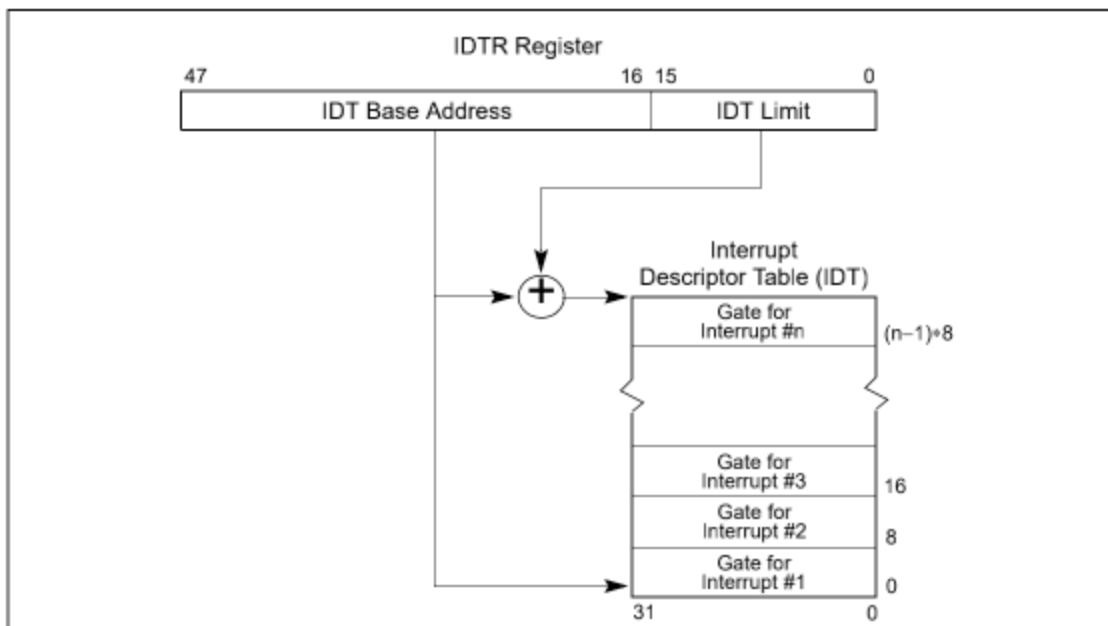 IDTR Register
47 16 15 0
IDT Base Address IDT Limit
+
Interrupt
Descriptor Table (IDT)
Gate for
Interrupt #n
(n−1)∗8
Gate for
Interrupt #3
16
Gate for
Interrupt #2
8
Gate for
Interrupt #1
0
31 0